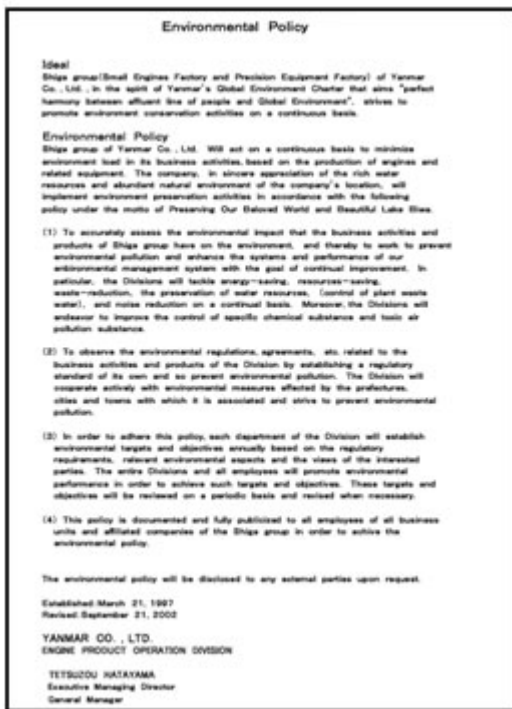 Environmental Policy
Ideal
Shiga group(Small Engines Factory and Precision Equipment Factory) of Yanmar
Co., Ltd., in the spirit of Yanmar's Global Environment Charter that aims "perfect
harmony between affluent line of people and Global Environment", strives to
promote environment conservation activities on a continuous basis.
Environmental Policy
Shiga group of Yanmar Co., Ltd. Will act on a continuous basis to minimize
environment load in its business activities, based on the production of engines and
related equipment. The company, in sincere appreciation of the rich water
resources and abundant natural environment of the company's location, will
implement environment preservation activities in accordance with the following
policy under the motto of Preserving Our Beloved World and Beautiful Lake Biwa.
(1) To accurately assess the environmental impact that the business activities and
products of Shiga group have on the environment, and thereby to work to prevent
environmental pollution and enhance the systems and performance of our
entironmental management system with the goal of continual improvement. In
paticular, the Divisions will tackle energy-saving, resources-saving,
waste-reduction, the preservation of water resources, (control of plant waste
water), and noise reduction on a continual basis. Moreover, the Divisions will
endeavor to improve the control of specific chemical substance and toxic air
pollution substance.
(2) To observe the environmental regulations, agreements, etc. related to the
business activities and products of the Division by establishing a regulatory
standard of its own and so prevent environmental pollution. The Division will
cooperate actively with environmental measures affected by the prefectures,
cities and towns with which it is associated and strive to prevent environmental
pollution.
(3) In order to adhere this policy, each department of the Division will establish
environmental targets and objectives annually based on the regulatory
requirements, relevant environmental aspects and the views of the interested
parties. The entire Divisions and all employees will promote environmental
performance in order to achieve such targets and objectives. These targets and
objectives will be reviewed on a periodic basis and revised when necessary.
(4) This policy is documented and fully publicized to all employees of all business
units and affiliated companies of the Shiga group in order to achive the
environmental policy.
The environmental policy will be disclosed to any external parties upon request.
Established:March 21, 1997
Revised:September 21, 2002
YANMAR CO., LTD.
ENGINE PRODUCT OPERATION DIVISION
TETSUZOU HATAYAMA
Executive Managing Director
General Manager